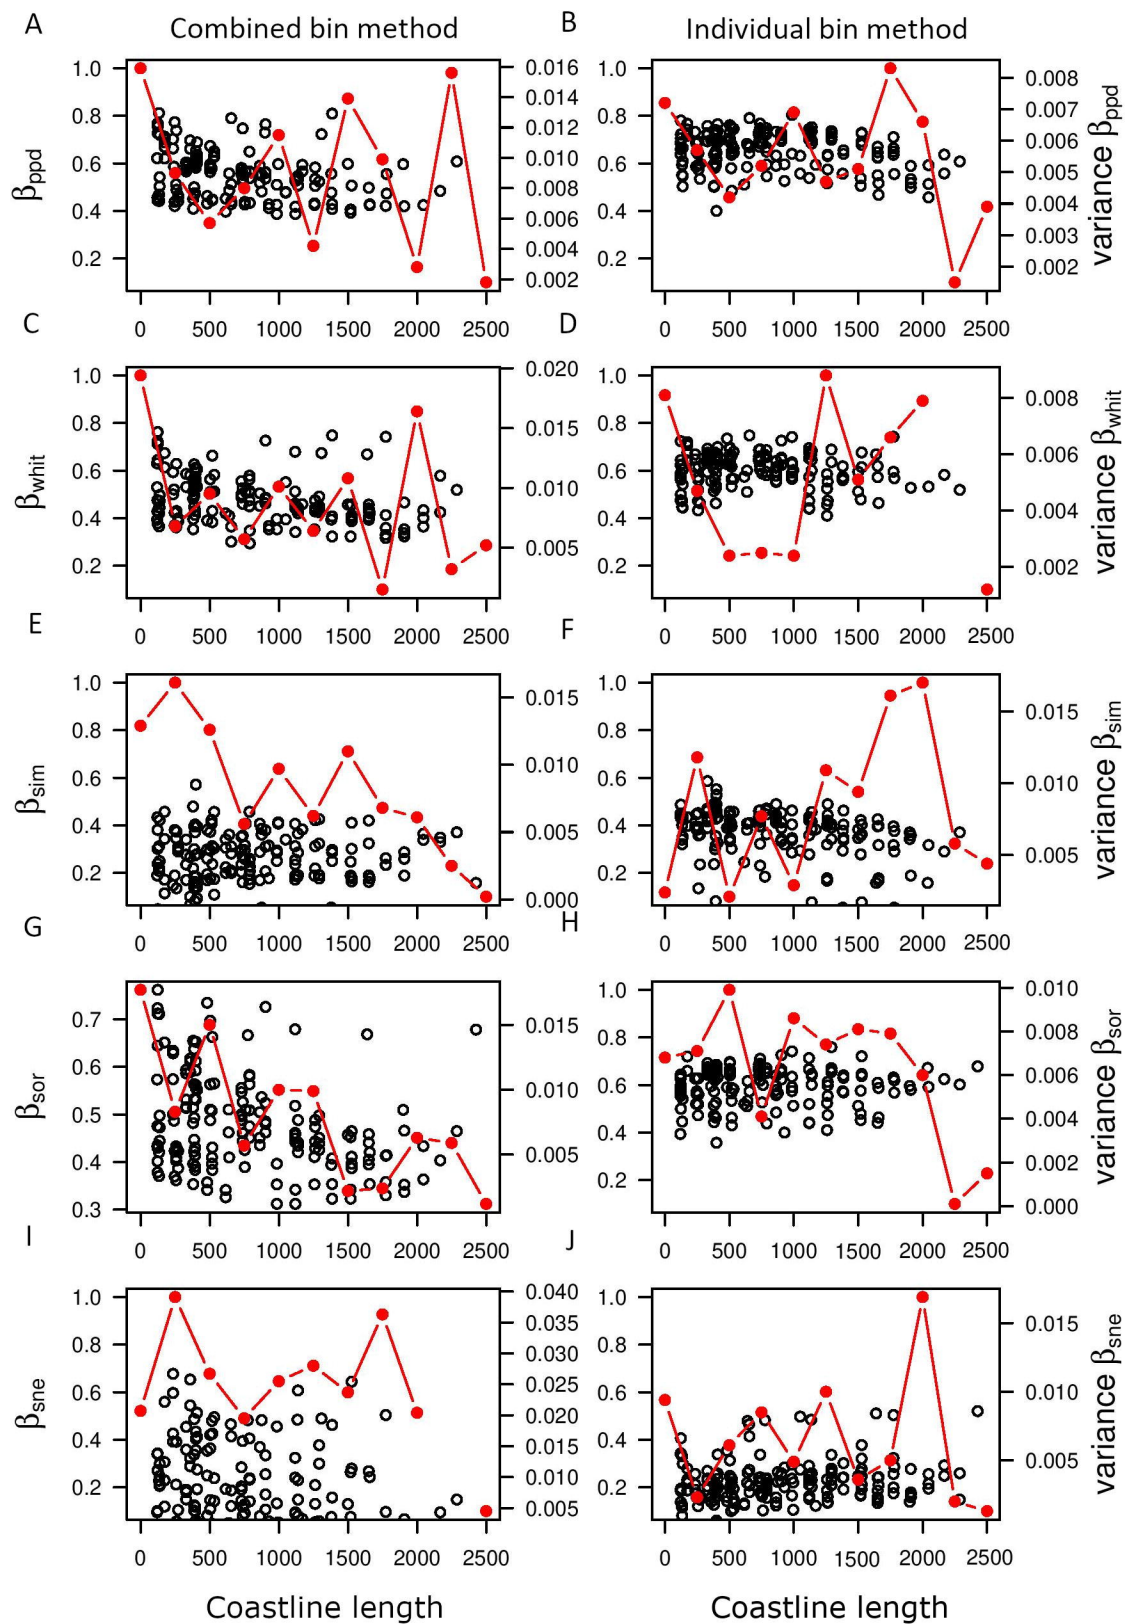 A Combined bin method B Individual bin method
1.0 0.8 0.6 0.4 0.2
βppd
0.016 0.014 0.012 0.010 0.008 0.006 0.004 0.002
0 500 1000 1500 2000 2500
1.0 0.8 0.6 0.4 0.2
0.008 0.007 0.006 0.005 0.004 0.003 0.002
variance βppd
0 500 1000 1500 2000 2500
C D
1.0 0.8 0.6 0.4 0.2
βwhit
0.020 0.015 0.010 0.005
0 500 1000 1500 2000 2500
1.0 0.8 0.6 0.4 0.2
0.008 0.006 0.004 0.002
variance βwhit
0 500 1000 1500 2000 2500
E F
1.0 0.8 0.6 0.4 0.2
βsim
0.015 0.010 0.005 0.000
0 500 1000 1500 2000 2500
1.0 0.8 0.6 0.4 0.2
0.015 0.010 0.005
variance βsim
0 500 1000 1500 2000 2500
G H
0.7 0.6 0.5 0.4 0.3
βsor
0.015 0.010 0.005
0 500 1000 1500 2000 2500
1.0 0.8 0.6 0.4 0.2
0.010 0.008 0.006 0.004 0.002 0.000
variance βsor
0 500 1000 1500 2000 2500
I J
1.0 0.8 0.6 0.4 0.2
βsne
0.040 0.035 0.030 0.025 0.020 0.015 0.010 0.005
0 500 1000 1500 2000 2500
1.0 0.8 0.6 0.4 0.2
0.015 0.010 0.005
variance βsne
0 500 1000 1500 2000 2500
Coastline length Coastline length